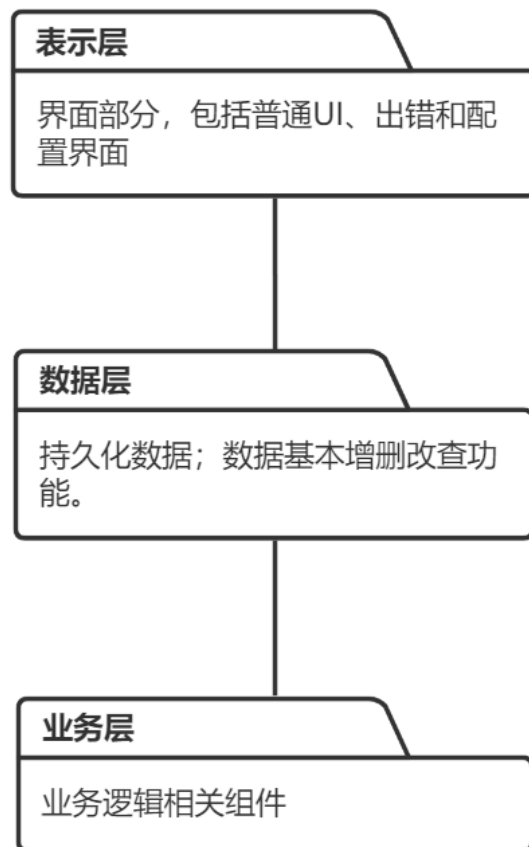 表示层
界面部分，包括普通UI、出错和配
置界面
数据层
持久化数据；数据基本增删改查功
能。
业务层
业务逻辑相关组件